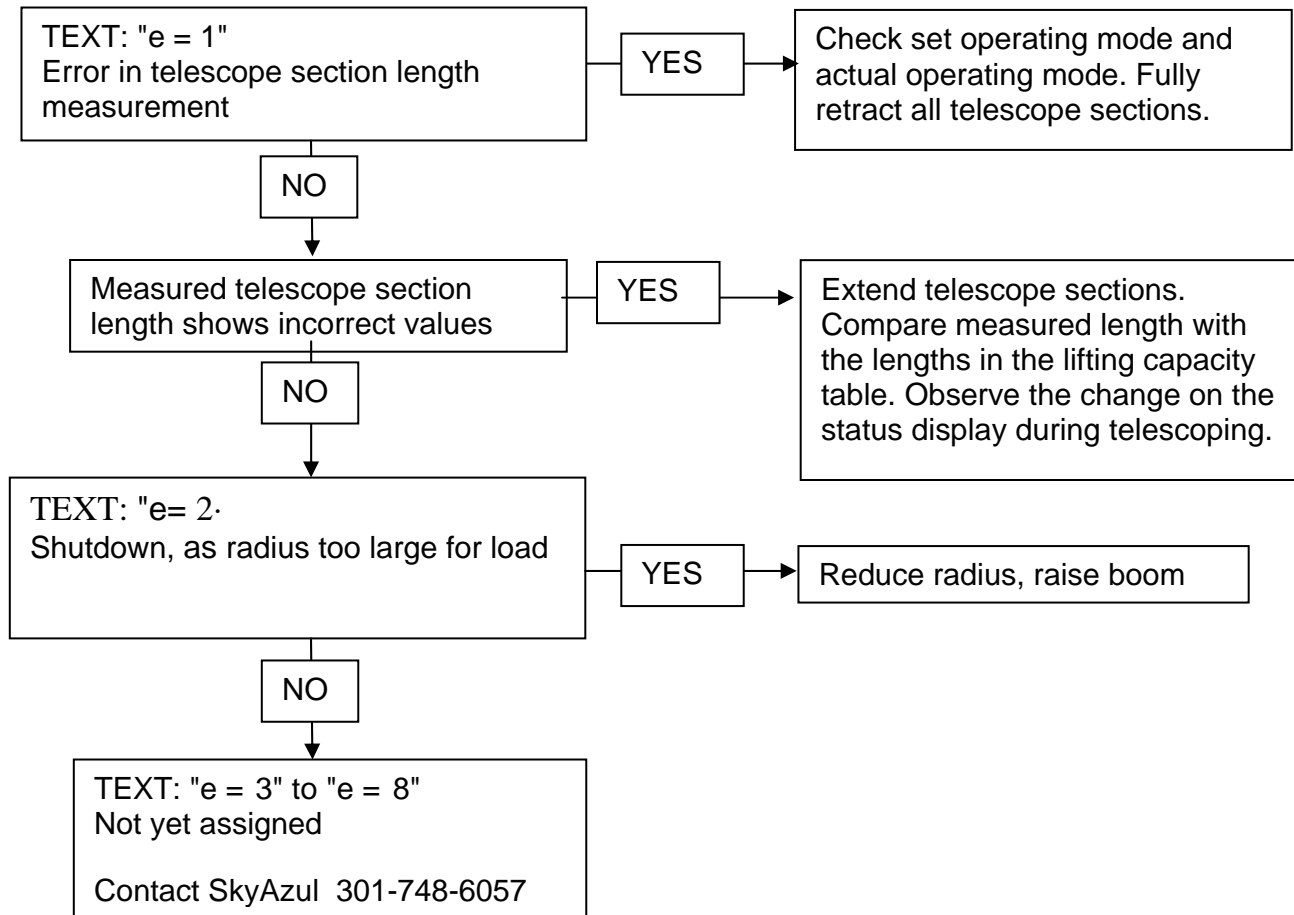 TEXT: "e = 1"
Error in telescope section length
measurement
YES
Check set operating mode and
actual operating mode. Fully
retract all telescope sections.
NO
Measured telescope section
length shows incorrect values
YES
Extend telescope sections.
Compare measured length with
the lengths in the lifting capacity
table. Observe the change on the
status display during telescoping.
NO
TEXT: "e= 2·
Shutdown, as radius too large for load
YES
Reduce radius, raise boom
NO
TEXT: "e = 3" to "e = 8"
Not yet assigned
Contact SkyAzul 301-748-6057